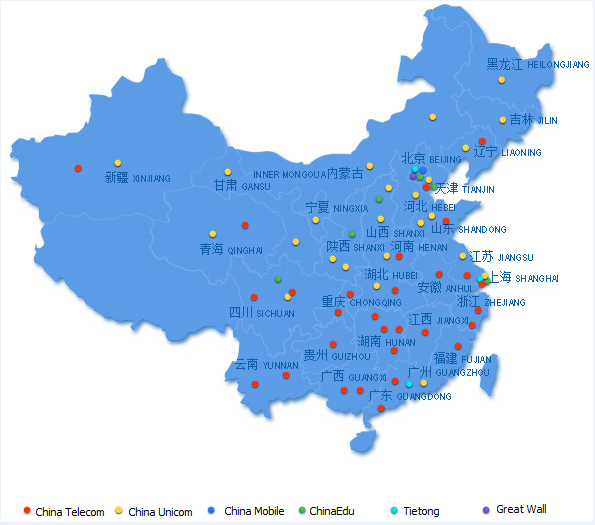 黑龙江 HEILONGJIANG
吉林 JILIN
辽宁 LIAONING
北京 BEIJING
新疆 XINJIANG
甘肃 GANSU
INNER MONGOUA 内蒙古
天津 TIANJIN
宁夏 NINGXIA
河北 HEBEI
山西 SHANXI
山东 SHANDONG
青海 QINGHAI
陕西 SHANXI
河南 HENAN
江苏 JIANGSU
湖北 HUBEI
安徽 ANHUI
上海 SHANGHAI
四川 SICHUAN
重庆 CHONGQING
浙江 ZHEJIANG
江西 JIANGXI
湖南 HUNAN
贵州 GUIZHOU
福建 FUJIAN
云南 YUNNAN
广西 GUANGXI
广州 GUANGZHOU
广东 GUANGDONG
China Telecom China Unicom China Mobile ChinaEdu Tietong Great Wall